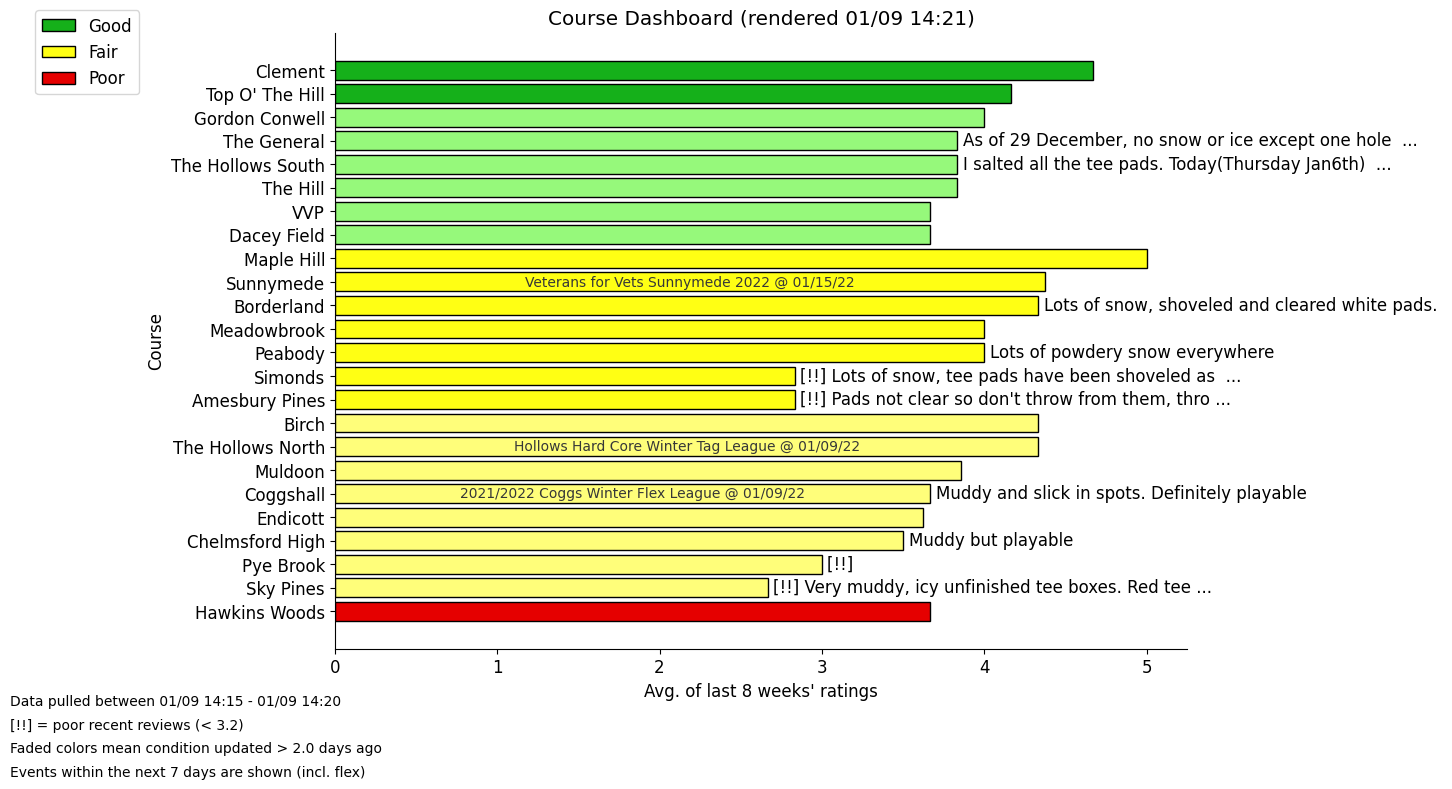 Good
Fair
Poor
Course Dashboard (rendered 01/09 14:21)
Course
Clement
Top O' The Hill
Gordon Conwell
The General As of 29 December, no snow or ice except one hole ...
The Hollows South I salted all the tee pads. Today(Thursday Jan6th) ...
The Hill
VVP
Dacey Field
Maple Hill
Sunnymede Veterans for Vets Sunnymede 2022 @ 01/15/22
Borderland Lots of snow, shoveled and cleared white pads.
Meadowbrook
Peabody Lots of powdery snow everywhere
Simonds [!!] Lots of snow, tee pads have been shoveled as ...
Amesbury Pines [!!] Pads not clear so don't throw from them, thro ...
Birch
The Hollows North Hollows Hard Core Winter Tag League @ 01/09/22
Muldoon
Coggshall 2021/2022 Coggs Winter Flex League @ 01/09/22 Muddy and slick in spots. Definitely playable
Endicott
Chelmsford High Muddy but playable
Pye Brook [!!]
Sky Pines [!!] Very muddy, icy unfinished tee boxes. Red tee ...
Hawkins Woods
0 1 2 3 4 5
Avg. of last 8 weeks' ratings
Data pulled between 01/09 14:15 - 01/09 14:20
[!!] = poor recent reviews (< 3.2)
Faded colors mean condition updated > 2.0 days ago
Events within the next 7 days are shown (incl. flex)